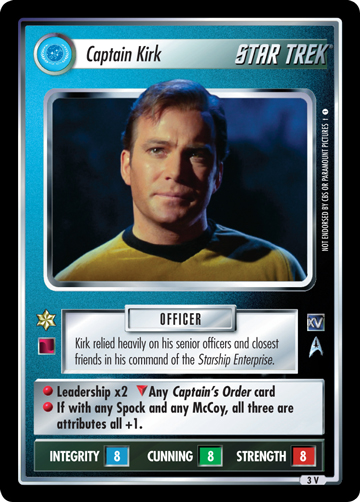 Captain Kirk
STAR TREK
NOT ENDORSED BY CBS OR PARAMOUNT PICTURES 1
OFFICER
KV
Kirk relied heavily on his senior officers and closest
friends in his command of the Starship Enterprise.
Leadership x2 Any Captain's Order card
If with any Spock and any McCoy, all three are
attributes all +1.
INTEGRITY 8 CUNNING 8 STRENGTH 8
3 V